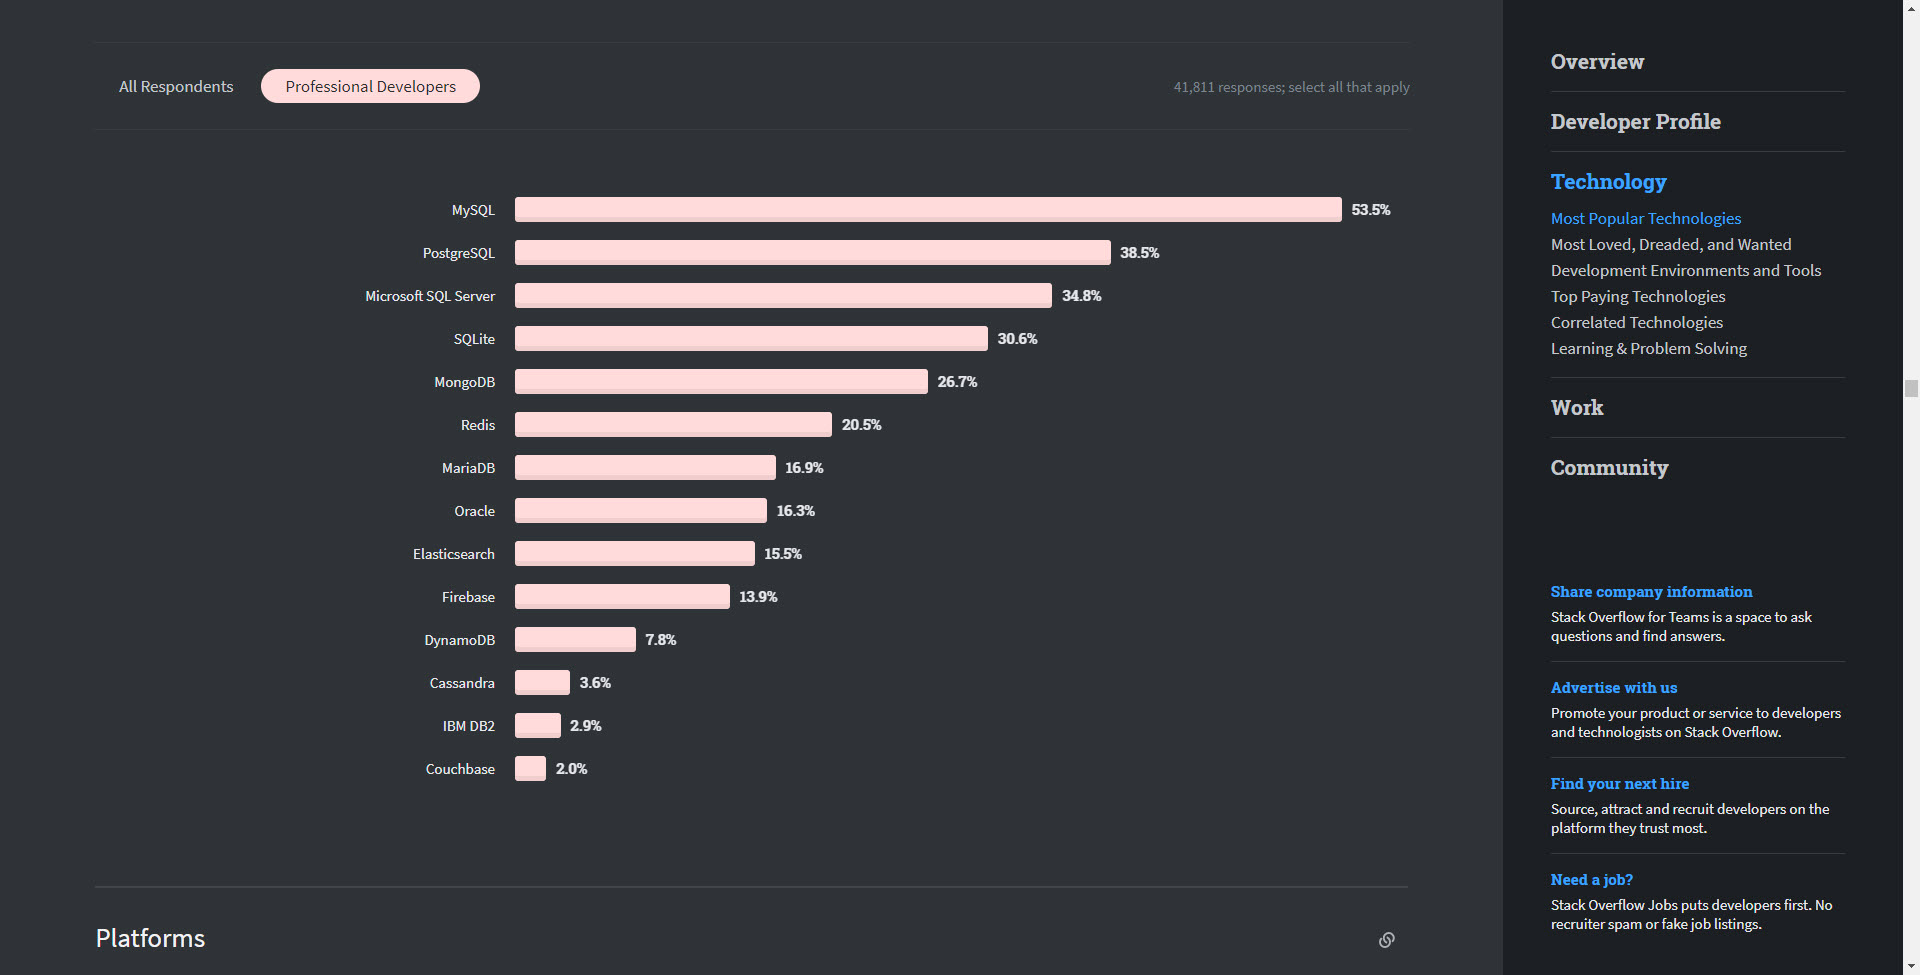 All Respondents
Professional Developers
41,811 responses; select all that apply
MySQL 53.5%
PostgreSQL 38.5%
Microsoft SQL Server 34.8%
SQLite 30.6%
MongoDB 26.7%
Redis 20.5%
MariaDB 16.9%
Oracle 16.3%
Elasticsearch 15.5%
Firebase 13.9%
DynamoDB 7.8%
Cassandra 3.6%
IBM DB2 2.9%
Couchbase 2.0%
Platforms
Overview
Developer Profile
Technology
Most Popular Technologies
Most Loved, Dreaded, and Wanted
Development Environments and Tools
Top Paying Technologies
Correlated Technologies
Learning & Problem Solving
Work
Community
Share company information
Stack Overflow for Teams is a space to ask
questions and find answers.
Advertise with us
Promote your product or service to developers
and technologists on Stack Overflow.
Find your next hire
Source, attract and recruit developers on the
platform they trust most.
Need a job?
Stack Overflow Jobs puts developers first. No
recruiter spam or fake job listings.